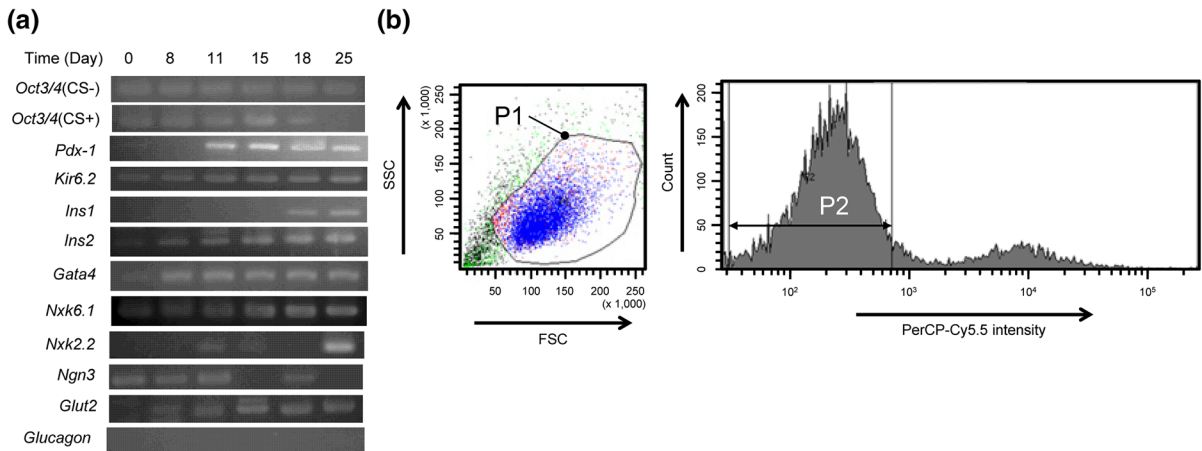 (a)
Time (Day) 0 8 11 15 18 25
Oct3/4(CS-)
Oct3/4(CS+)
Pdx-1
Kir6.2
Ins1
Ins2
Gata4
Nxk6.1
Nxk2.2
Ngn3
Glut2
Glucagon
(b)
P1
SSC
(x 1,000)
250
200
150
100
50
50 100 150 200 250
(x 1,000)
FSC
Count
200
150
100
50
0
P2
10² 10³ 10⁴ 10⁵
PerCP-Cy5.5 intensity